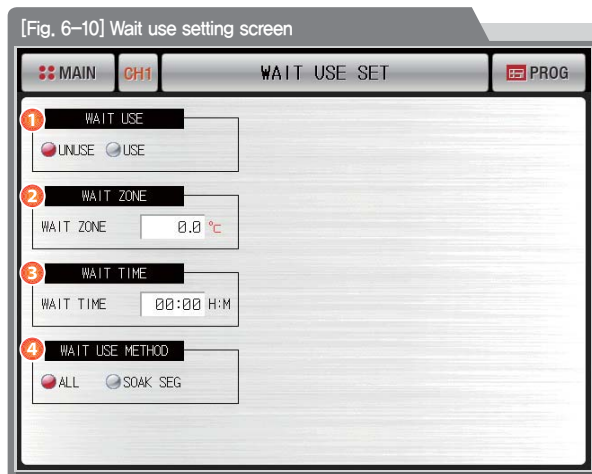 [Fig. 6-10] Wait use setting screen
MAIN CH1 WAIT USE SET PROG
1 WAIT USE
UNUSE USE
2 WAIT ZONE
WAIT ZONE 0.0 ℃
3 WAIT TIME
WAIT TIME 00:00 H:M
4 WAIT USE METHOD
ALL SOAK SEG